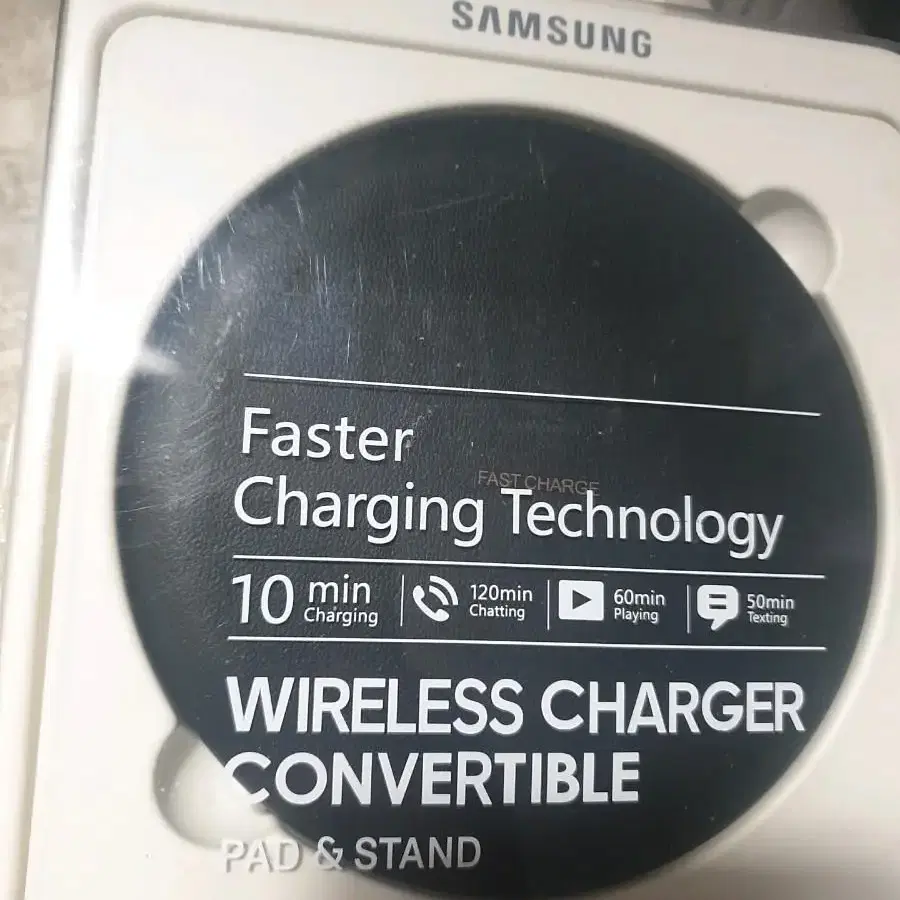 SAMSUNG
Faster
FAST CHARGE
Charging Technology
10 min Charging
120min Chatting
60min Playing
50min Texting
WIRELESS CHARGER
CONVERTIBLE
PAD & STAND